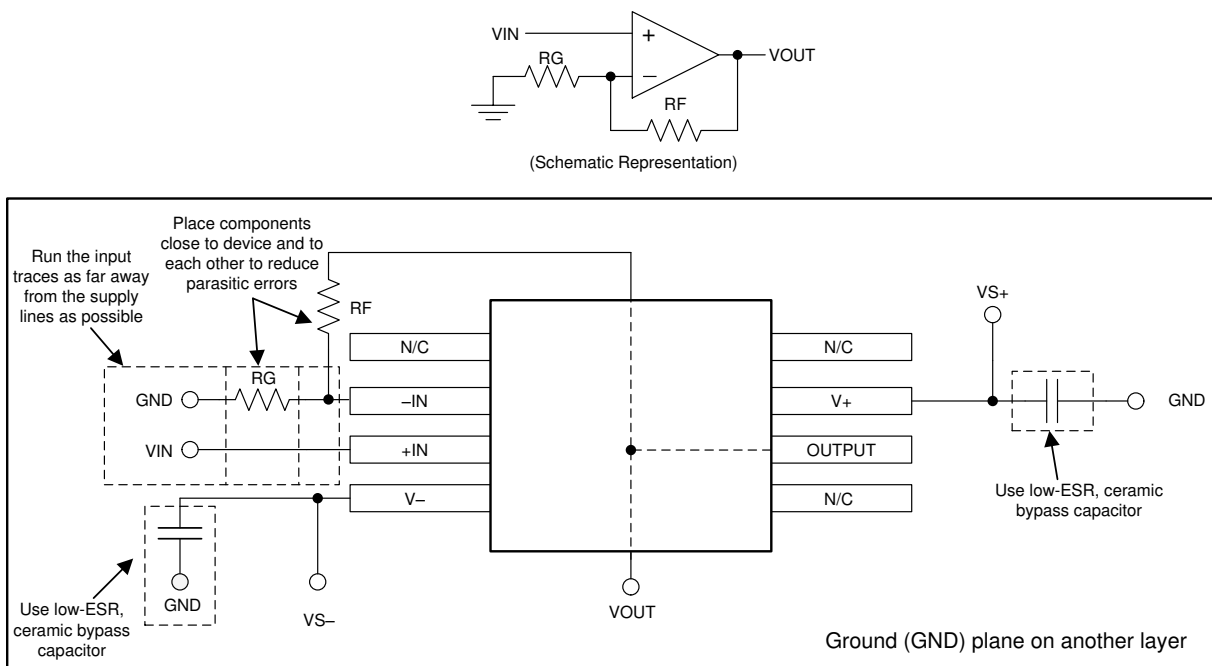 VIN
+
RG
VOUT
−
RF
(Schematic Representation)
Place components
close to device and to
each other to reduce
parasitic errors
Run the input
traces as far away
from the supply
lines as possible
RF
VS+
N/C
N/C
RG
GND
−IN
V+
GND
VIN
+IN
OUTPUT
V−
N/C
Use low-ESR, ceramic
bypass capacitor
GND
Use low-ESR,
ceramic bypass
capacitor
VS−
VOUT
Ground (GND) plane on another layer